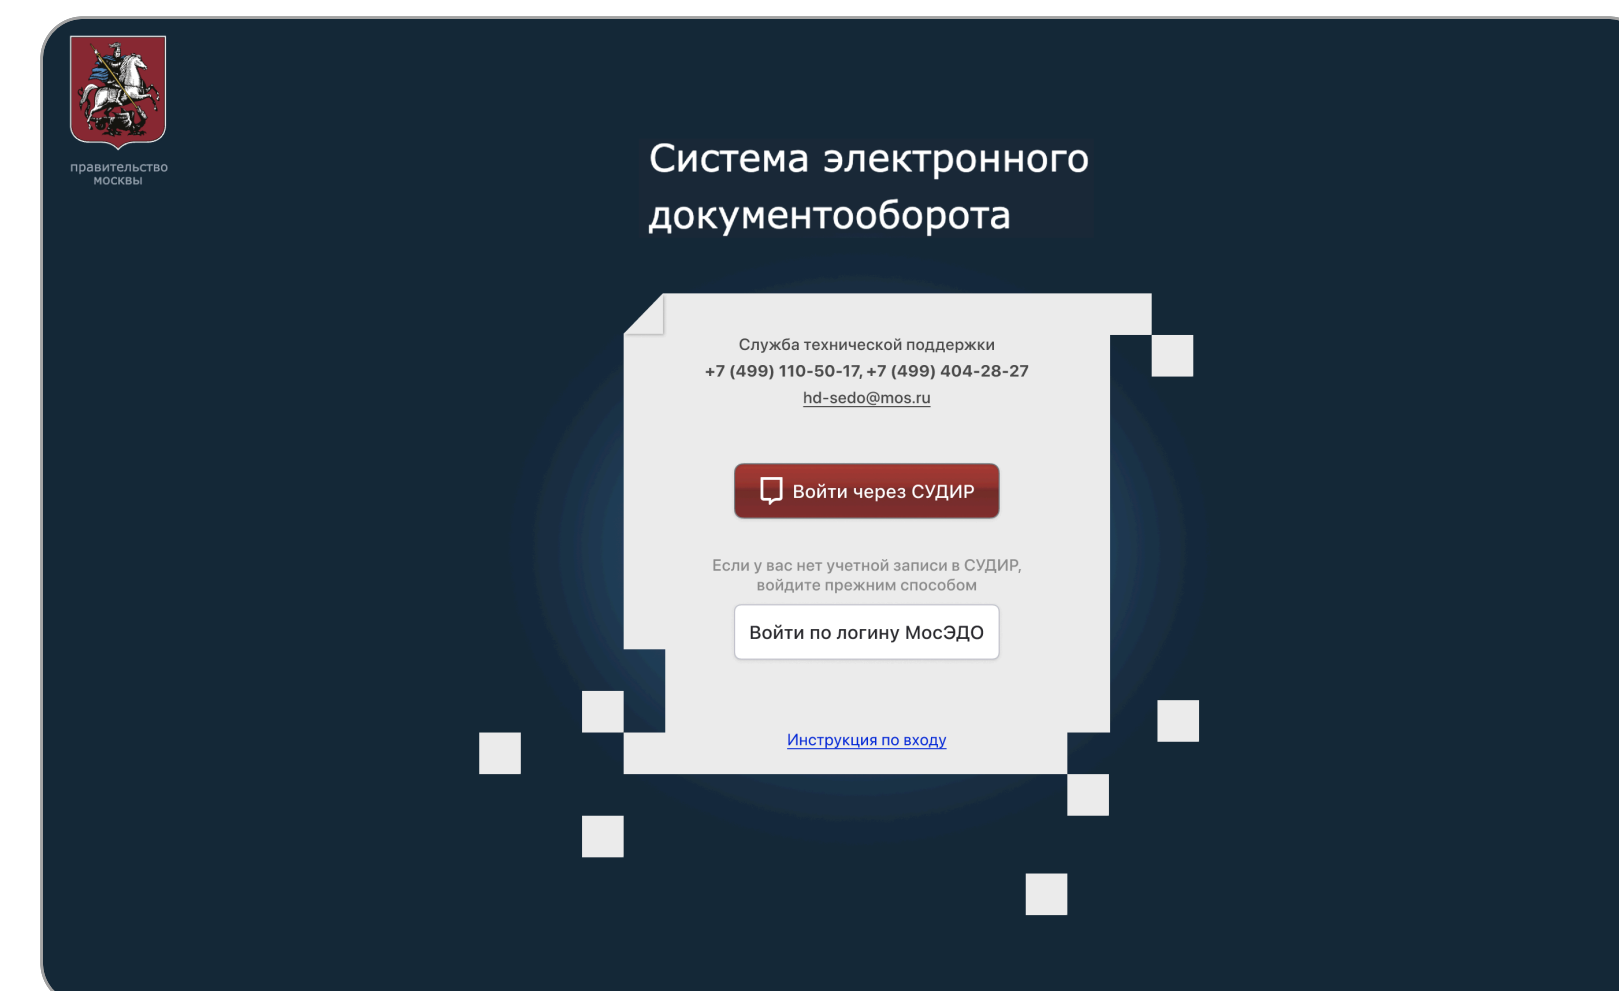 правительство
москвы
Система электронного
документооборота
Служба технической поддержки
+7 (499) 110-50-17, +7 (499) 404-28-27
hd-sedo@mos.ru
Войти через СУДИР
Если у вас нет учетной записи в СУДИР,
войдите прежним способом
Войти по логину МосЭДО
Инструкция по входу